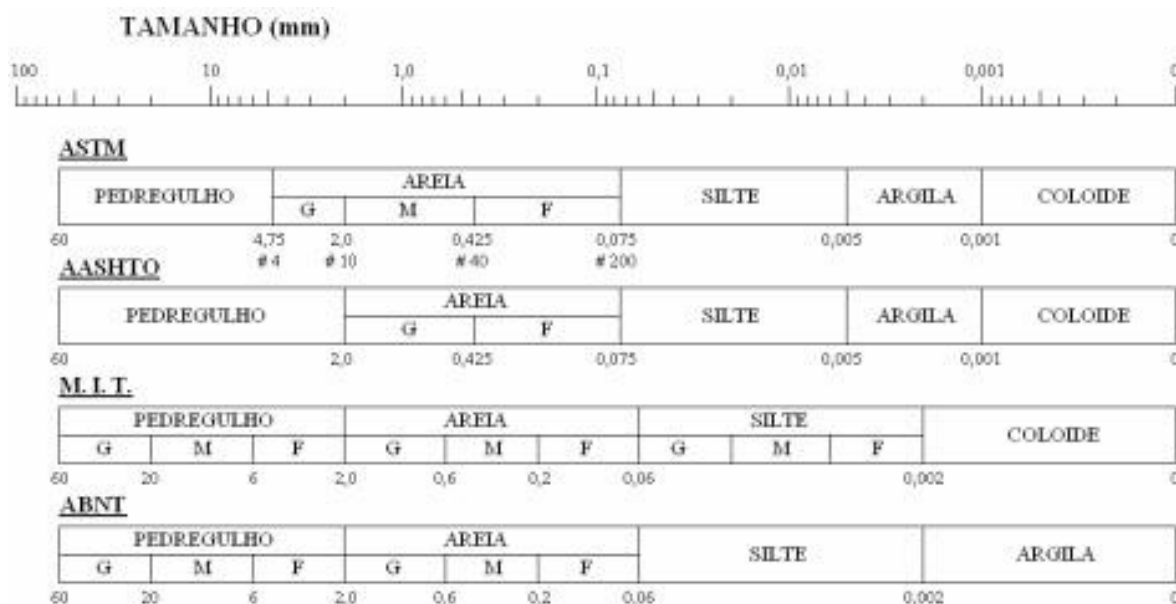 TAMANHO (mm)
100 10 1,0 0,1 0,01 0,001 0
ASTM
PEDREGULHO AREIA SILTE ARGILA COLOIDE
G M F
60 4,75 2,0 0,425 0,075 0,005 0,001 0
# 4 # 10 # 40 # 200
AASHTO
PEDREGULHO AREIA SILTE ARGILA COLOIDE
G F
60 2,0 0,425 0,075 0,005 0,001 0
M. I. T.
PEDREGULHO AREIA SILTE COLOIDE
G M F G M F G M F
60 20 6 2,0 0,6 0,2 0,06 0,002 0
ABNT
PEDREGULHO AREIA SILTE ARGILA
G M F G M F
60 20 6 2,0 0,6 0,2 0,06 0,002 0